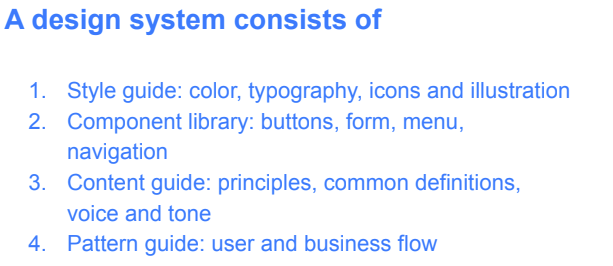 A design system consists of
1. Style guide: color, typography, icons and illustration
2. Component library: buttons, form, menu,
navigation
3. Content guide: principles, common definitions,
voice and tone
4. Pattern guide: user and business flow